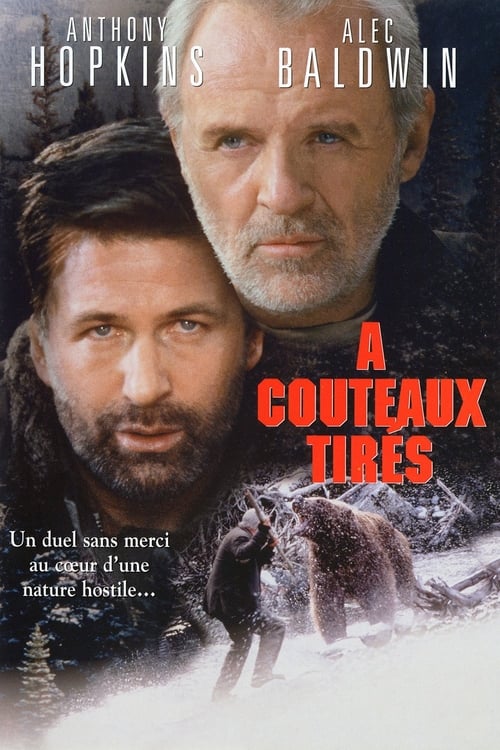 ANTHONY
HOPKINS
ALEC
BALDWIN
A
COUTEAUX
TIRÉS
Un duel sans merci
au cœur d'une
nature hostile...